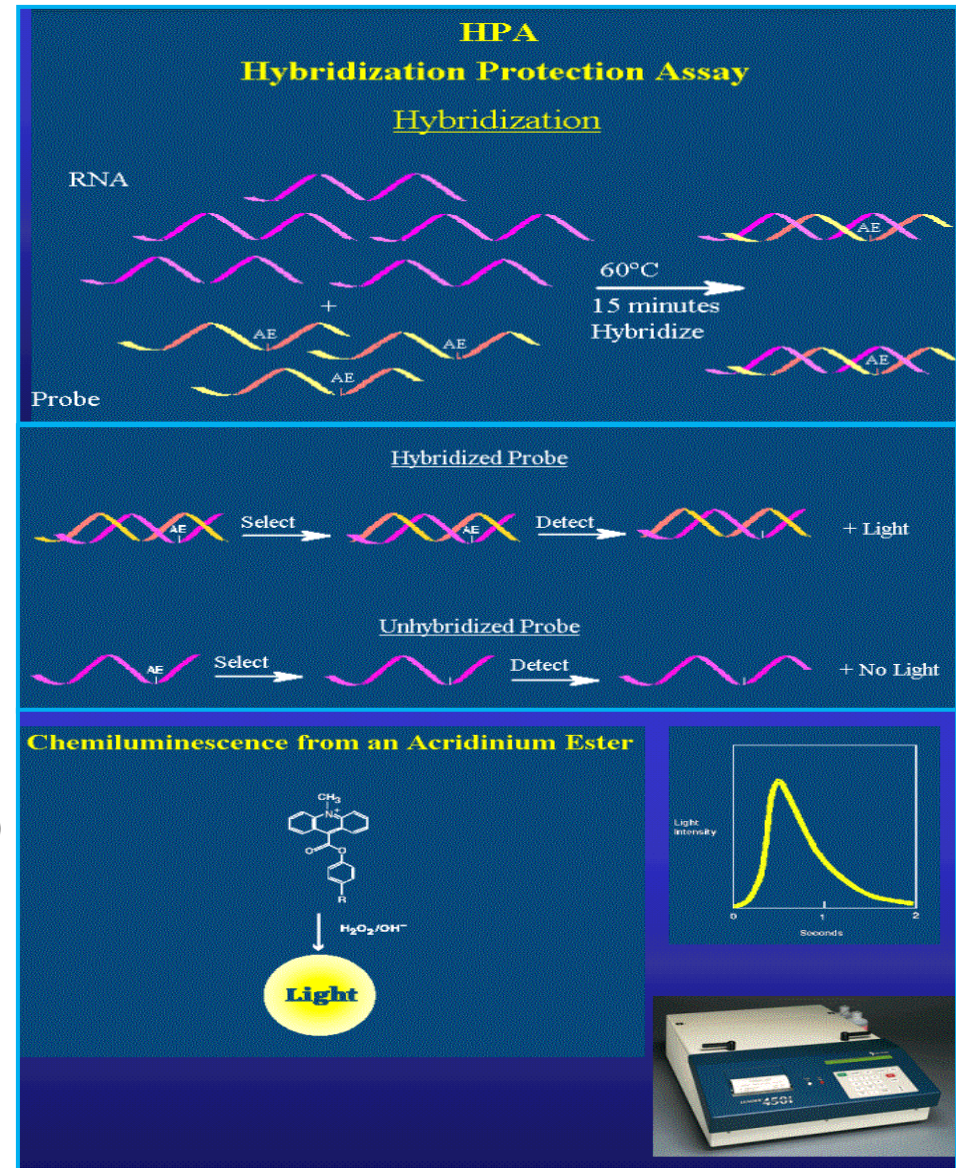 HPA
Hybridization Protection Assay
Hybridization
RNA
AE
60°C
+
15 minutes
Hybridize
AE
AE
AE
AE
Probe
Hybridized Probe
AE
Select
AE
Detect
+ Light
Unhybridized Probe
AE
Select
Detect
+ No Light
Chemiluminescence from an Acridinium Ester
CH₃
N⁺
O
O
R
H₂O₂/OH⁻
Light
Light
Intensity
0
1
2
Seconds
450i